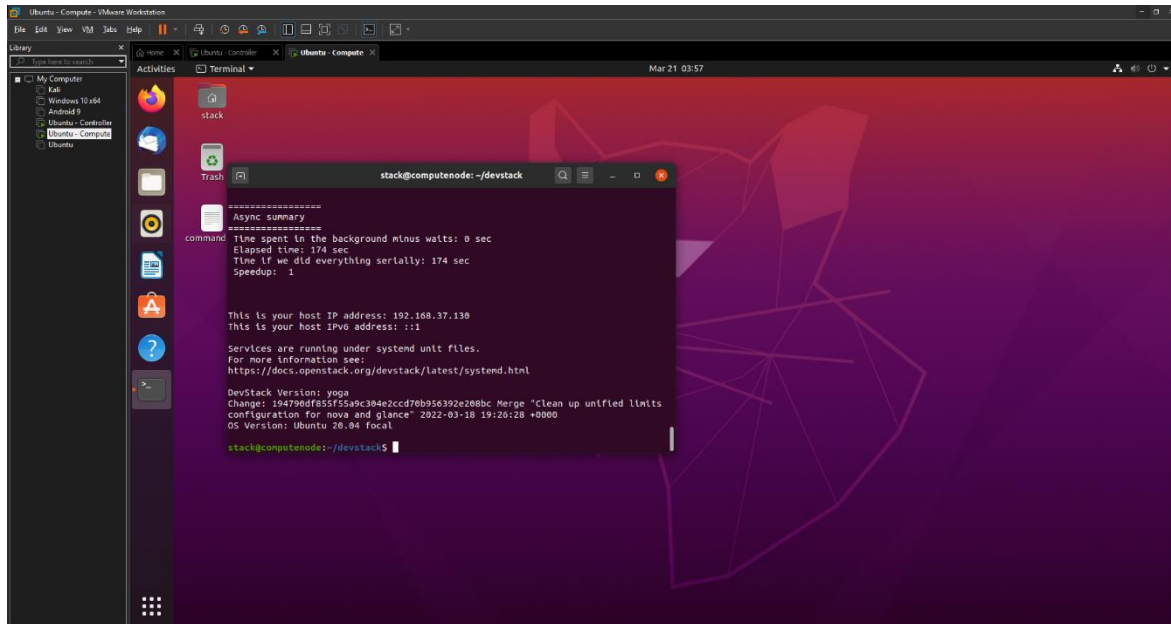 Ubuntu - Compute - VMware Workstation
File Edit View VM Tabs Help
Library
Type here to search
My Computer
Kali
Windows 10 x64
Android 9
Ubuntu - Controller
Ubuntu - Compute
Ubuntu
Home
Ubuntu - Controller
Ubuntu - Compute
Activities
Terminal
Mar 21 03:57
stack
Trash
command
stack@computenode: ~/devstack
=================
Async summary
=================
Time spent in the background minus waits: 0 sec
Elapsed time: 174 sec
Time if we did everything serially: 174 sec
Speedup: 1
This is your host IP address: 192.168.37.130
This is your host IPv6 address: ::1
Services are running under systemd unit files.
For more information see:
https://docs.openstack.org/devstack/latest/systemd.html
DevStack Version: yoga
Change: 194790df855f55a9c304e2ccd70b956392e208bc Merge "Clean up unified limits
configuration for nova and glance" 2022-03-18 19:26:28 +0000
OS Version: Ubuntu 20.04 focal
stack@computenode:~/devstack$